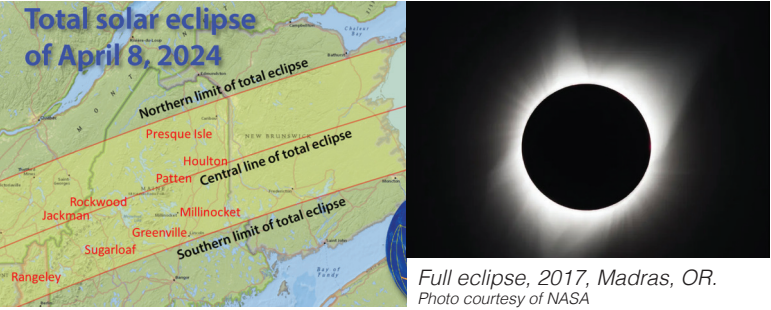 Total solar eclipse
of April 8, 2024
Northern limit of total eclipse
Presque Isle
NEW BRUNSWICK
Houlton
Central line of total eclipse
Patten
MAINE
Rockwood
Jackman
Millinocket
Greenville
Southern limit of total eclipse
Sugarloaf
Rangeley
Bangor
Bay of
Fundy
Full eclipse, 2017, Madras, OR.
Photo courtesy of NASA